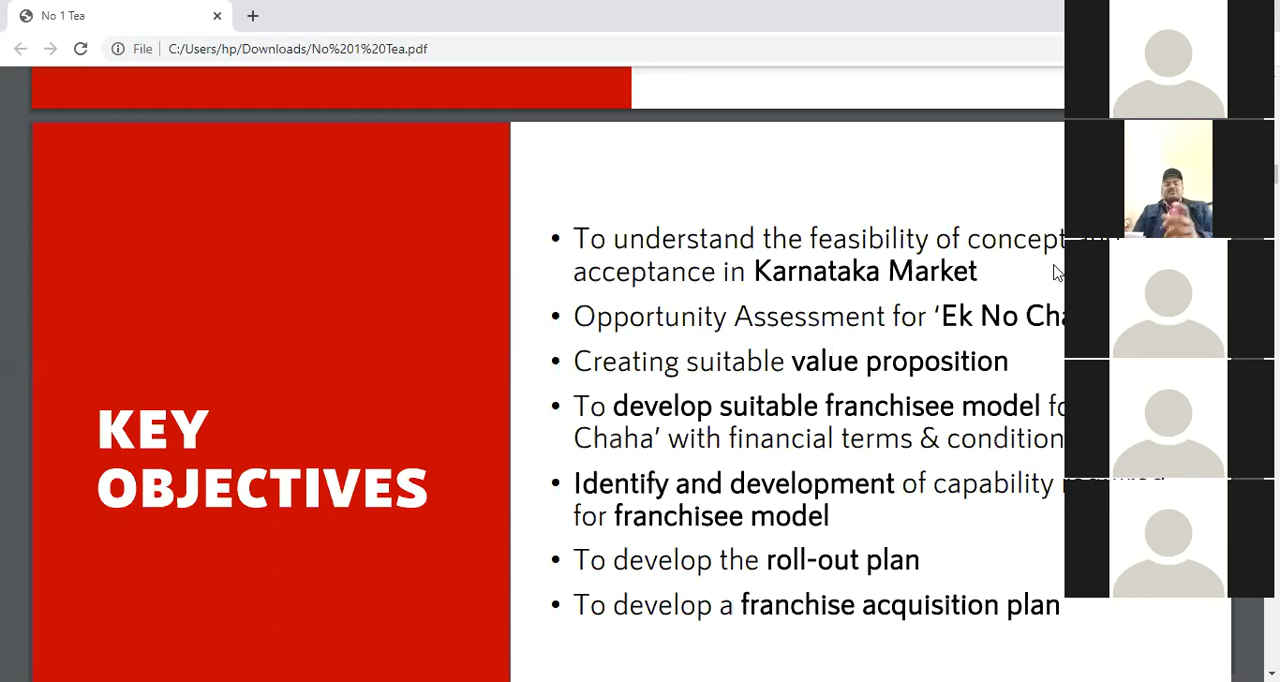 No 1 Tea
File C:/Users/hp/Downloads/No%201%20Tea.pdf
KEY
OBJECTIVES
• To understand the feasibility of concept
acceptance in Karnataka Market
• Opportunity Assessment for ‘Ek No
• Creating suitable value proposition
• To develop suitable franchisee model
Chaha’ with financial terms & condition
• Identify and development of capability required
for franchisee model
• To develop the roll-out plan
• To develop a franchise acquisition plan